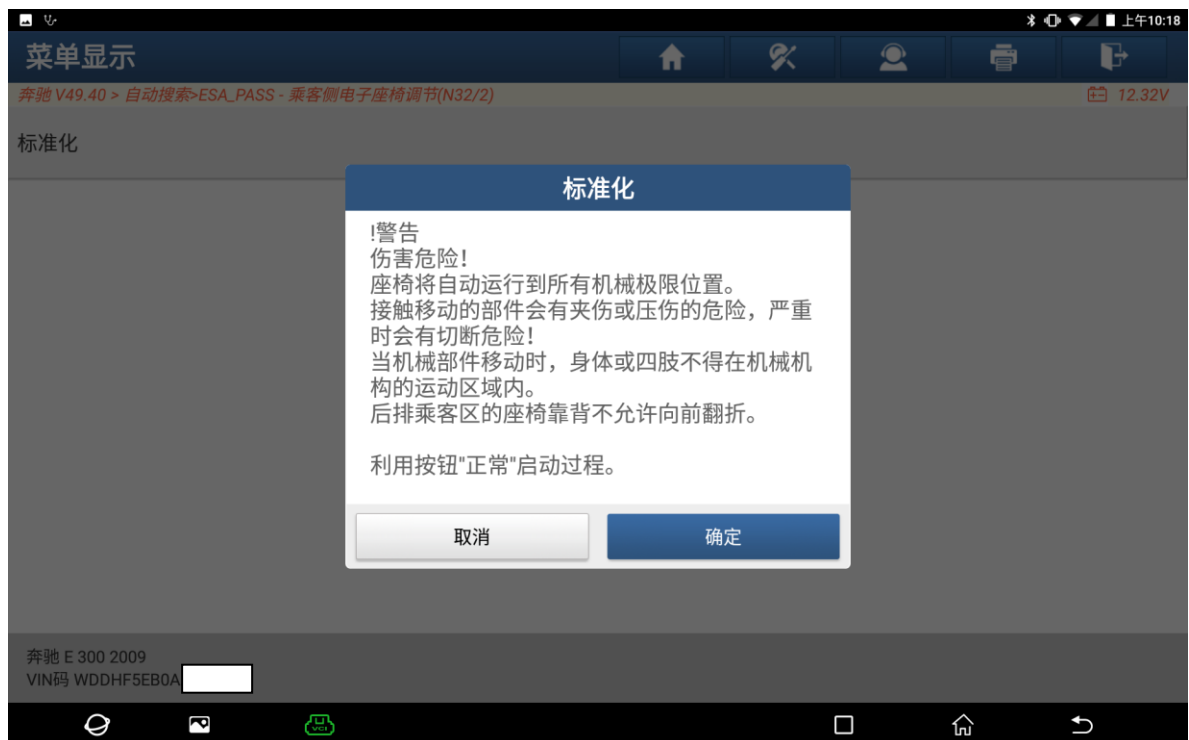 上午10:18
菜单显示
奔驰 V49.40 > 自动搜索>ESA_PASS - 乘客侧电子座椅调节(N32/2)
12.32V
标准化
标准化
!警告
伤害危险！
座椅将自动运行到所有机械极限位置。
接触移动的部件会有夹伤或压伤的危险，严重
时会有切断危险！
当机械部件移动时，身体或四肢不得在机械机
构的运动区域内。
后排乘客区的座椅靠背不允许向前翻折。
利用按钮"正常"启动过程。
取消
确定
奔驰 E 300 2009
VIN码 WDDHF5EB0A
VCI